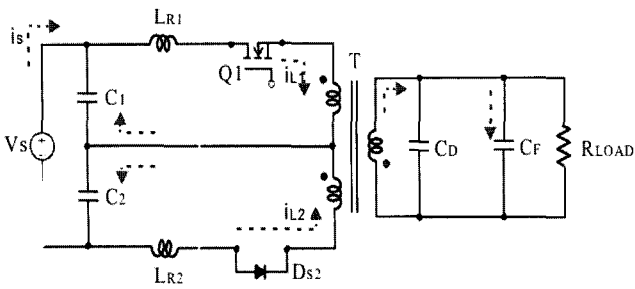 is
LR1
Q1
iL1
T
C1
Vs
+
-
C2
iL2
LR2
Ds2
CD
CF
RLOAD